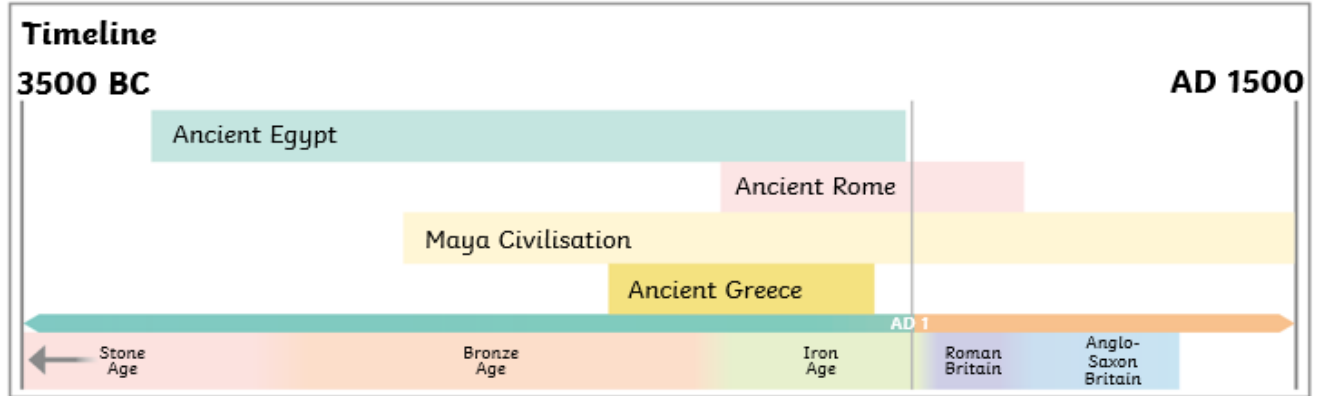 Timeline
3500 BC
AD 1500
Ancient Egypt
Ancient Rome
Maya Civilisation
Ancient Greece
AD 1
Stone
Age
Bronze
Age
Iron
Age
Roman
Britain
Anglo-
Saxon
Britain